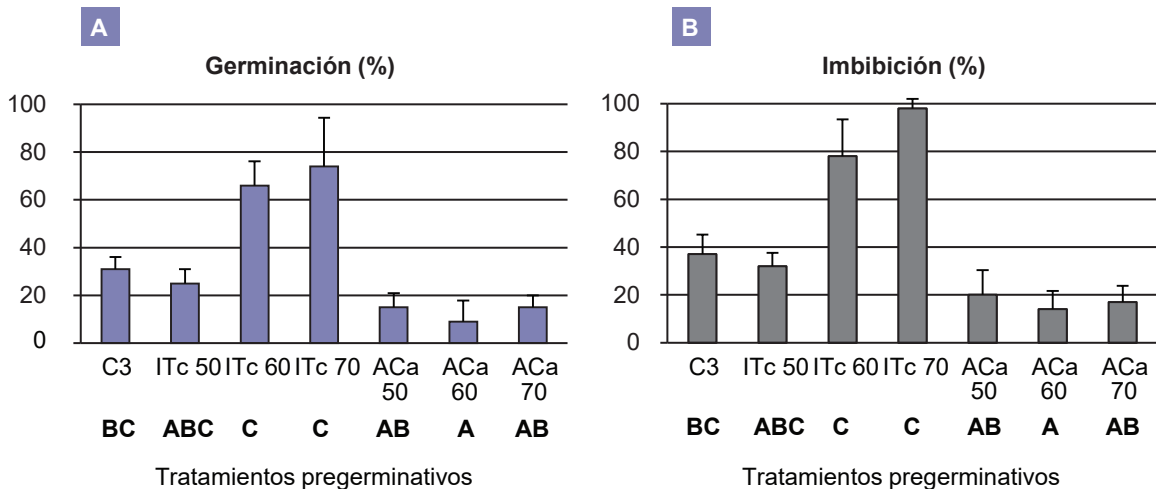 A
Germinación (%)
100
80
60
40
20
0
C3 ITc 50 ITc 60 ITc 70 ACa 50 ACa 60 ACa 70
BC ABC C C AB A AB
Tratamientos pregerminativos
B
Imbibición (%)
100
80
60
40
20
0
C3 ITc 50 ITc 60 ITc 70 ACa 50 ACa 60 ACa 70
BC ABC C C AB A AB
Tratamientos pregerminativos